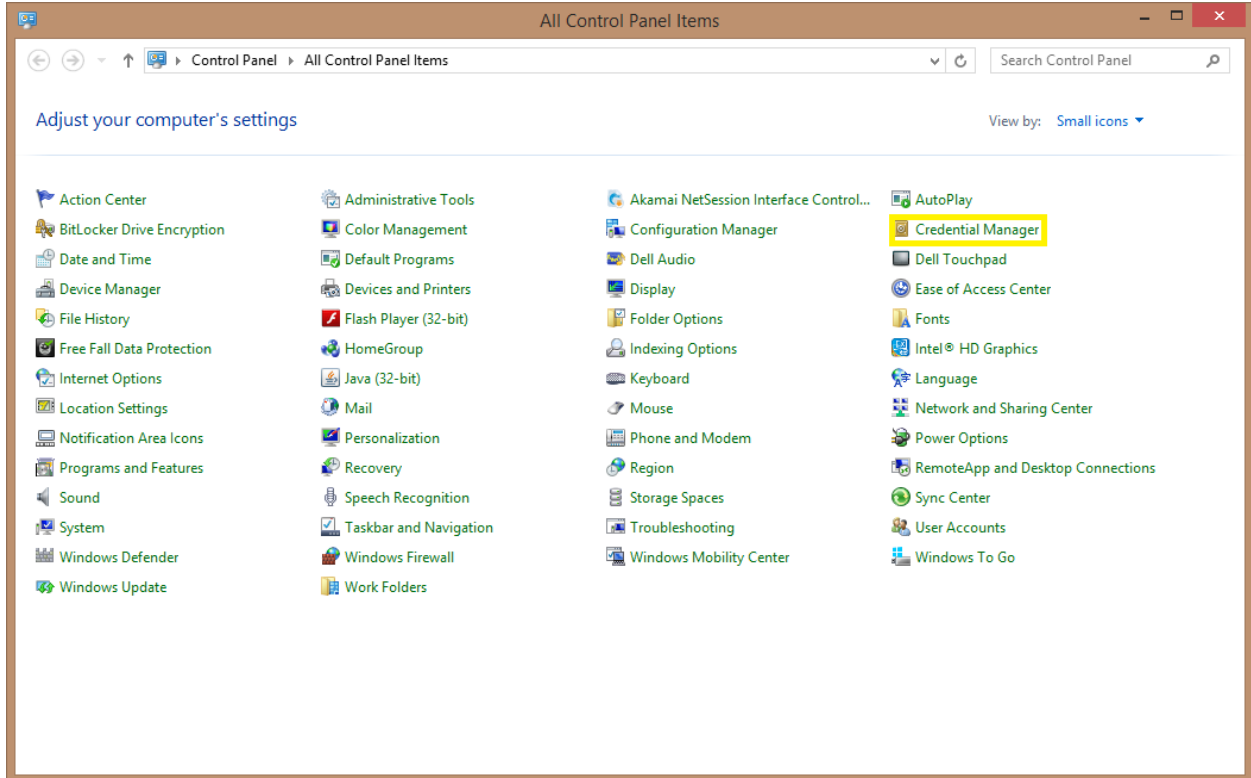 All Control Panel Items
Control Panel All Control Panel Items Search Control Panel
Adjust your computer's settings View by: Small icons
Action Center Administrative Tools Akamai NetSession Interface Control... AutoPlay
BitLocker Drive Encryption Color Management Configuration Manager Credential Manager
Date and Time Default Programs Dell Audio Dell Touchpad
Device Manager Devices and Printers Display Ease of Access Center
File History Flash Player (32-bit) Folder Options Fonts
Free Fall Data Protection HomeGroup Indexing Options Intel® HD Graphics
Internet Options Java (32-bit) Keyboard Language
Location Settings Mail Mouse Network and Sharing Center
Notification Area Icons Personalization Phone and Modem Power Options
Programs and Features Recovery Region RemoteApp and Desktop Connections
Sound Speech Recognition Storage Spaces Sync Center
System Taskbar and Navigation Troubleshooting User Accounts
Windows Defender Windows Firewall Windows Mobility Center Windows To Go
Windows Update Work Folders